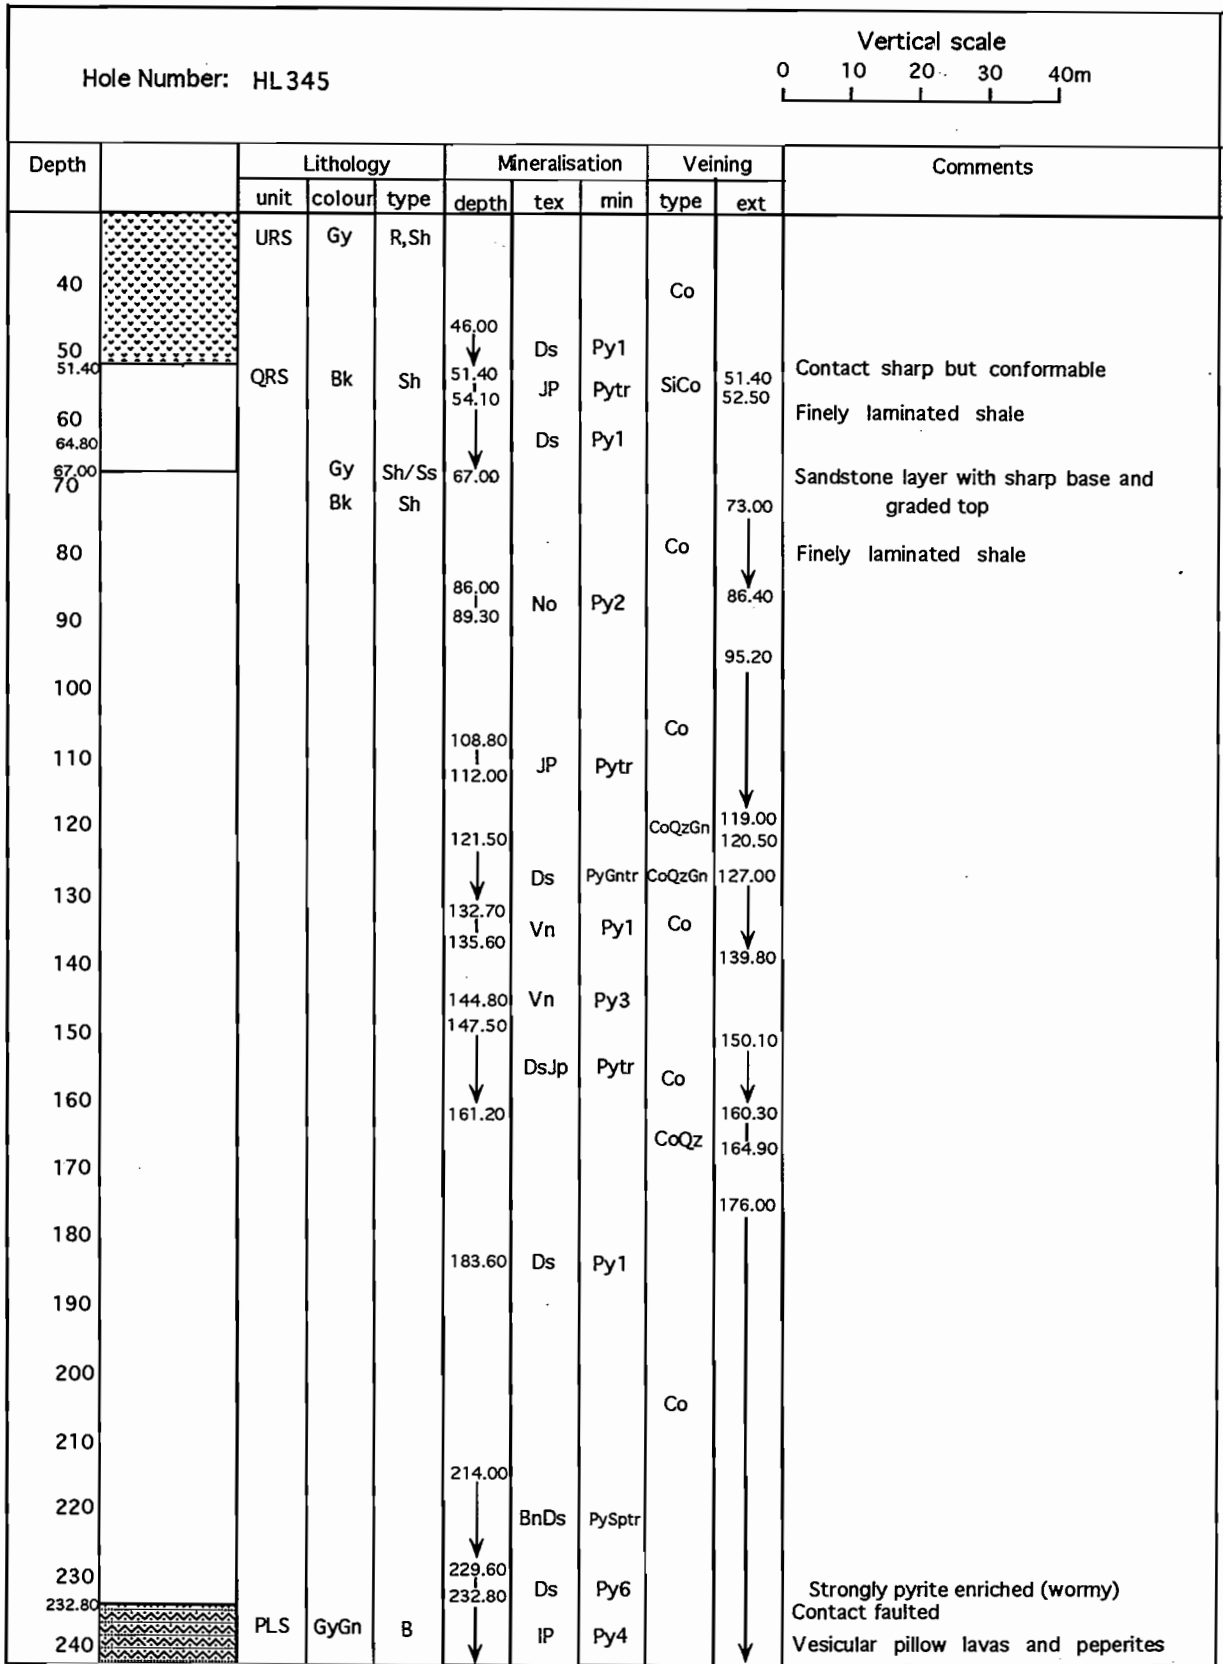 Vertical scale
Hole Number: HL345
0 10 20 30 40m
Depth Lithology Mineralisation Veining Comments
unit colour type depth tex min type ext
URS Gy R,Sh
40 Co
46.00
50 Ds Py1
51.40 Contact sharp but conformable
QRS Bk Sh 51.40 JP Pytr SiCo 51.40
54.10 52.50
60 Finely laminated shale
64.80 Ds Py1
67.00 Gy Sh/Ss 67.00 Sandstone layer with sharp base and
70 Bk Sh 73.00 graded top
80 Co Finely laminated shale
86.00 No Py2 86.40
90 89.30
95.20
100
Co
108.80
110 JP Pytr
112.00
120 CoQzGn 119.00
121.50 120.50
Ds PyGntr CoQzGn 127.00
130
132.70 Vn Py1 Co
135.60
140 139.80
144.80 Vn Py3
150 147.50 150.10
DsJp Pytr Co
160 161.20 160.30
CoQz 164.90
170
176.00
180
183.60 Ds Py1
190
200
Co
210
214.00
220 BnDs PySptr
229.60
230 Ds Py6 Strongly pyrite enriched (wormy)
232.80 232.80 Contact faulted
PLS GyGn B IP Py4
240 Vesicular pillow lavas and peperites